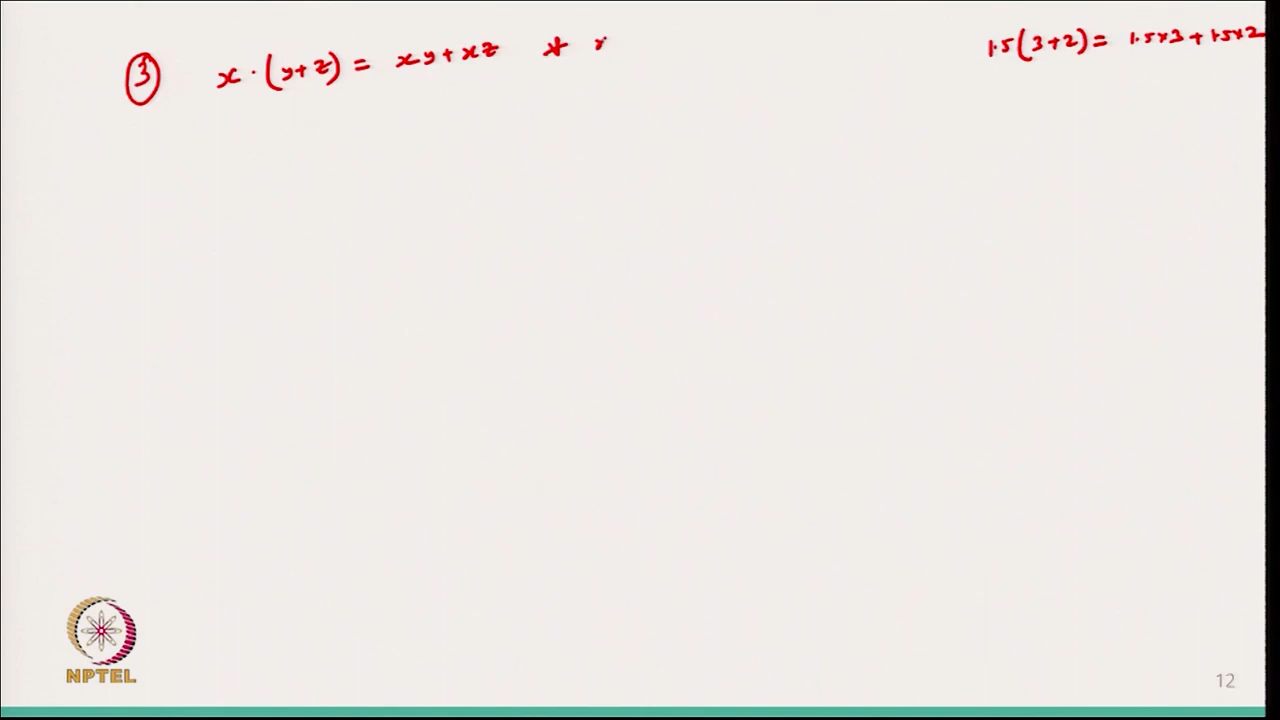 ③ x · (y+z) = xy + xz ∀ x
1.5(3+2) = 1.5×3 + 1.5×2
NPTEL
12